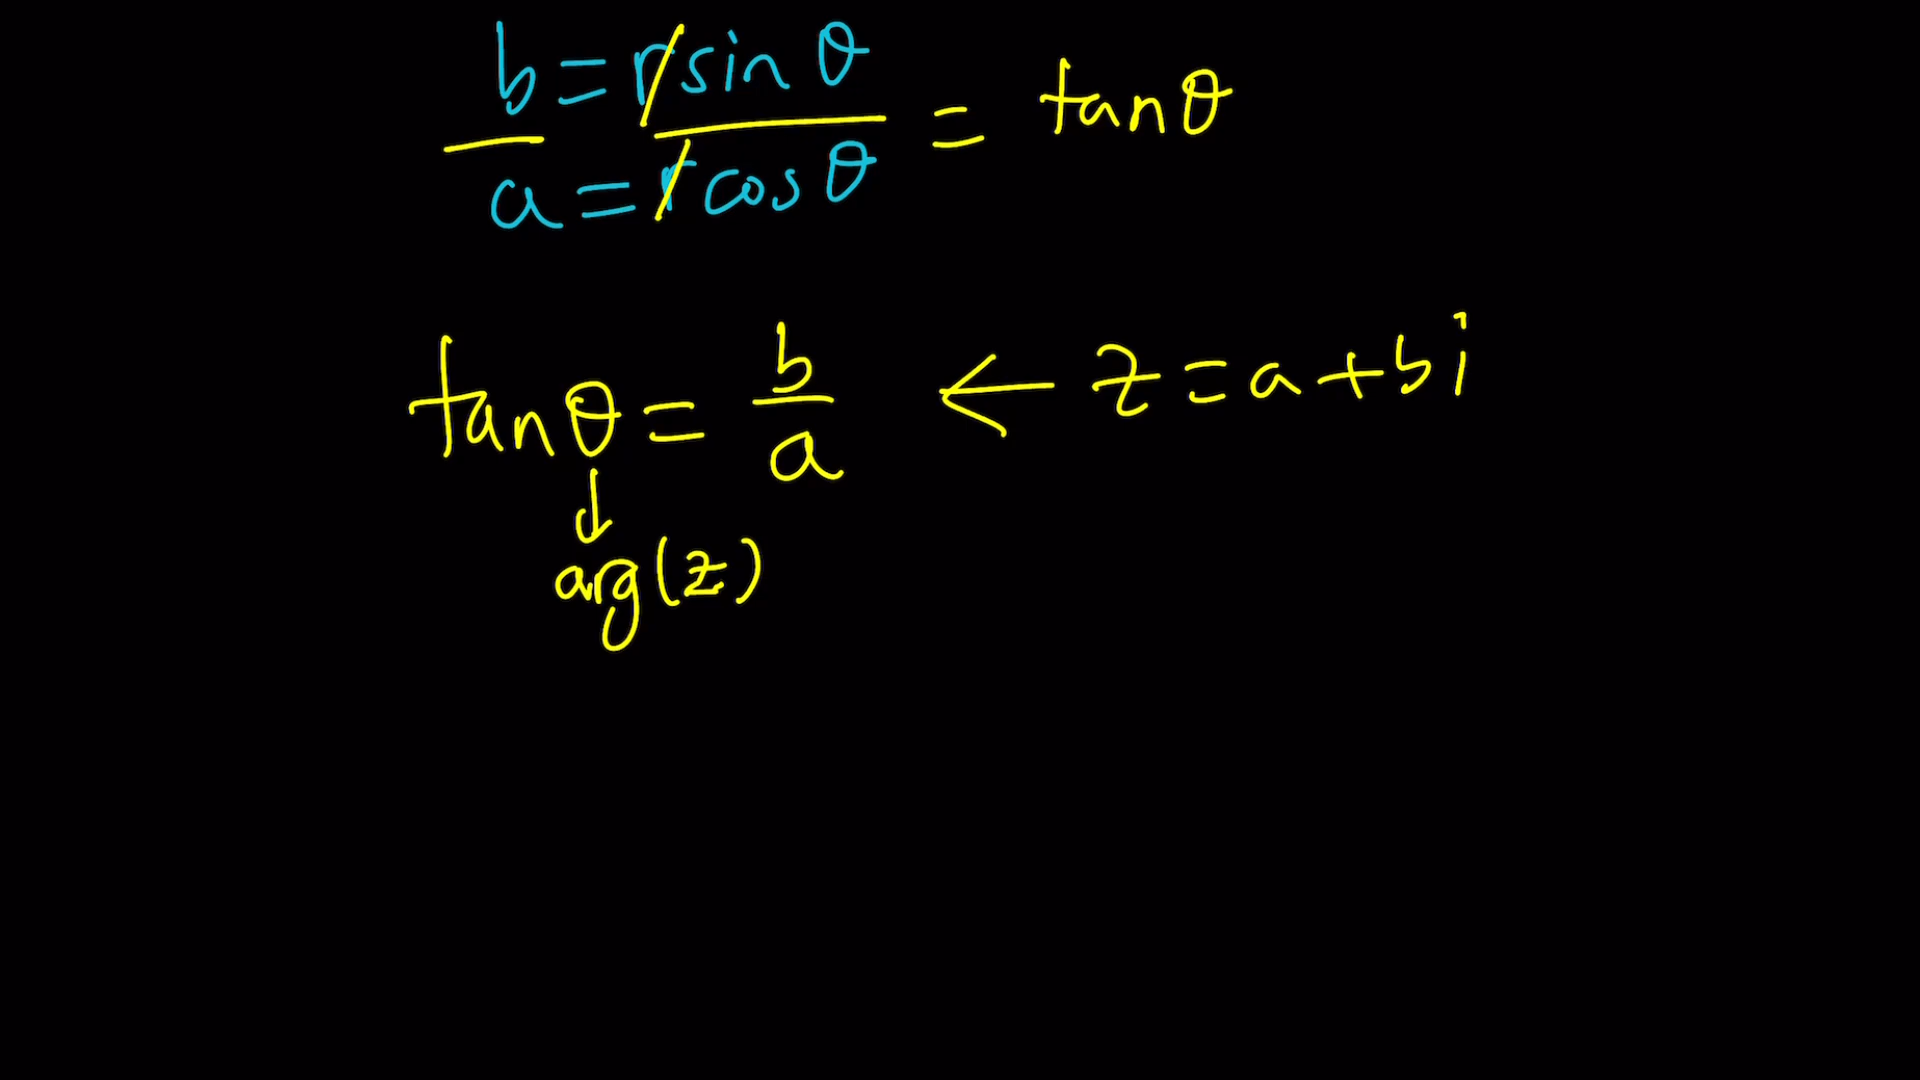 b = r sin θ
= tan θ
a = r cos θ
tan θ = b/a ← z = a + bi
↓
arg(z)